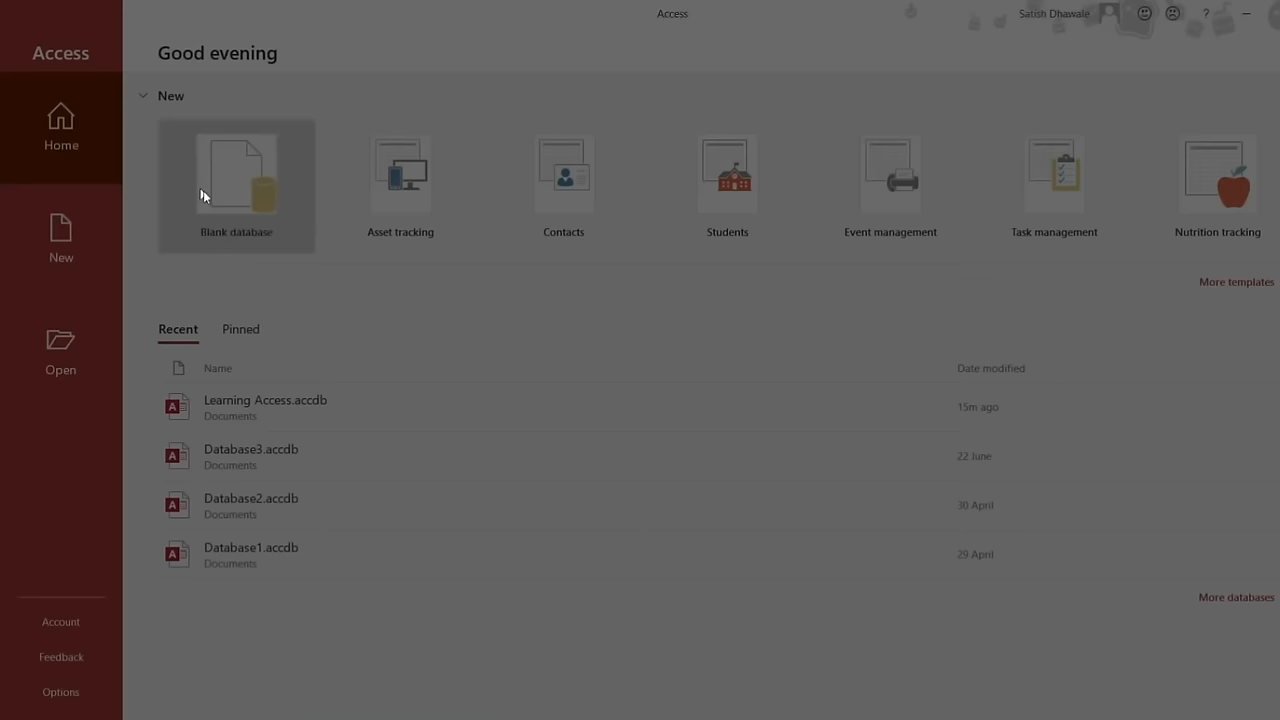 Access
Satish Dhawale
?
Access
Good evening
Home
New
Open
Account
Feedback
Options
New
Blank database
Asset tracking
Contacts
Students
Event management
Task management
Nutrition tracking
More templates
Recent
Pinned
Name
Date modified
A
Learning Access.accdb
Documents
15m ago
A
Database3.accdb
Documents
22 June
A
Database2.accdb
Documents
30 April
A
Database1.accdb
Documents
29 April
More databases